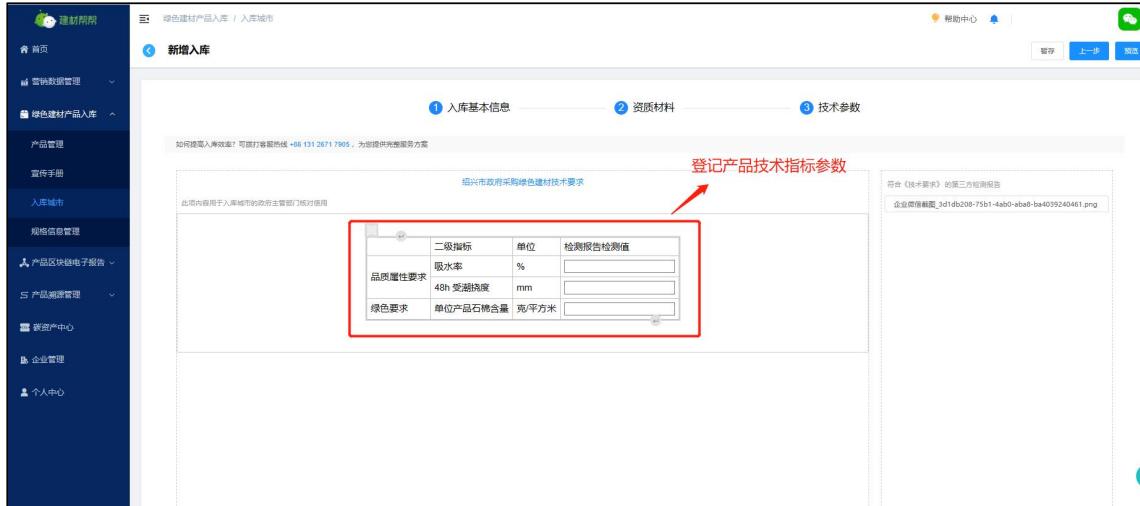 建材帮帮
绿色建材产品入库 / 入库城市
帮助中心
首页
新增入库
暂存
上一步
预览
营销数据管理
绿色建材产品入库
产品管理
宣传手册
入库城市
规格信息管理
产品区块链电子报告
产品溯源管理
碳资产中心
企业管理
个人中心
1 入库基本信息
2 资质材料
3 技术参数
如何提高入库效率？可拨打客服热线 +86 131 2671 7905，为您提供完整服务方案
登记产品技术指标参数
绍兴市政府采购绿色建材技术要求
此项内容用于入库城市的政府主管部门核对信用
符合《技术要求》的第三方检测报告
企业微信截图_3d1db208-75b1-4ab0-aba8-ba4039240461.png
二级指标 单位 检测报告检测值
品质属性要求
吸水率 %
48h 受潮挠度 mm
绿色要求 单位产品石棉含量 克/平方米